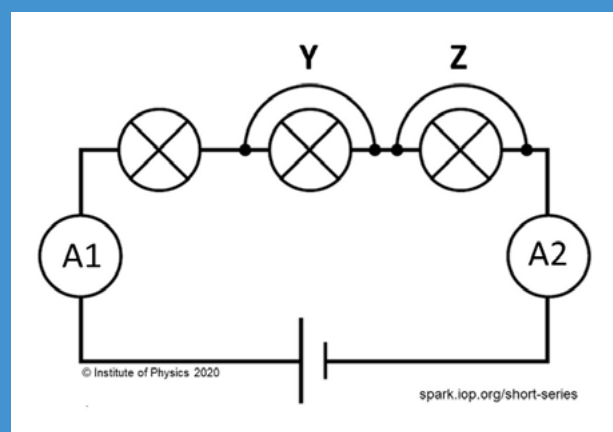 Y Z
A1 A2
© Institute of Physics 2020
spark.iop.org/short-series